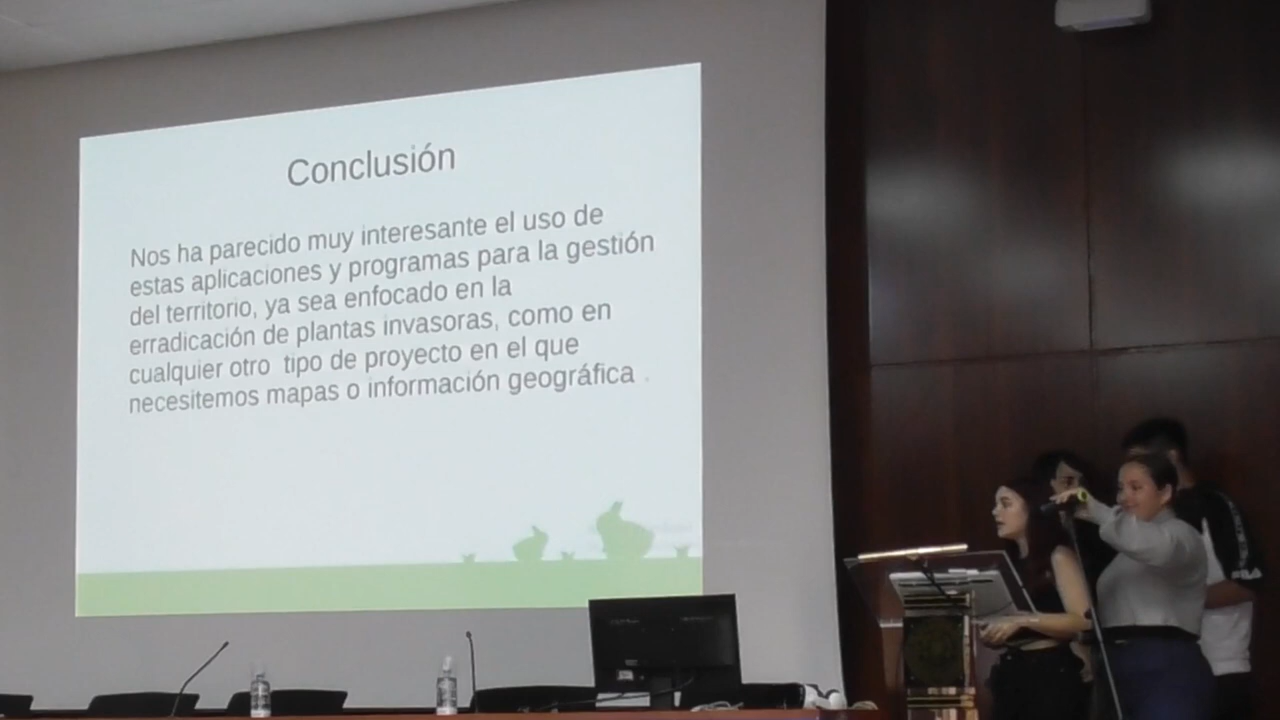 Conclusión
Nos ha parecido muy interesante el uso de
estas aplicaciones y programas para la gestión
del territorio, ya sea enfocado en la
erradicación de plantas invasoras, como en
cualquier otro  tipo de proyecto en el que
necesitemos mapas o información geográfica .